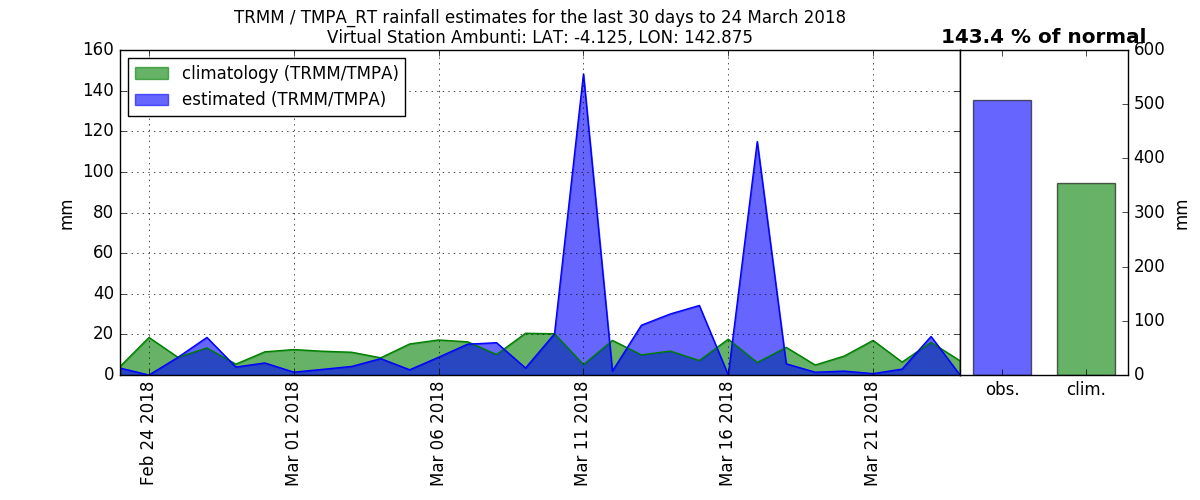 TRMM / TMPA_RT rainfall estimates for the last 30 days to 24 March 2018
Virtual Station Ambunti: LAT: -4.125, LON: 142.875
143.4 % of normal
climatology (TRMM/TMPA)
estimated (TRMM/TMPA)
160
140
120
100
80
60
40
20
0
mm
Feb 24 2018
Mar 01 2018
Mar 06 2018
Mar 11 2018
Mar 16 2018
Mar 21 2018
600
500
400
300
200
100
0
mm
obs.
clim.